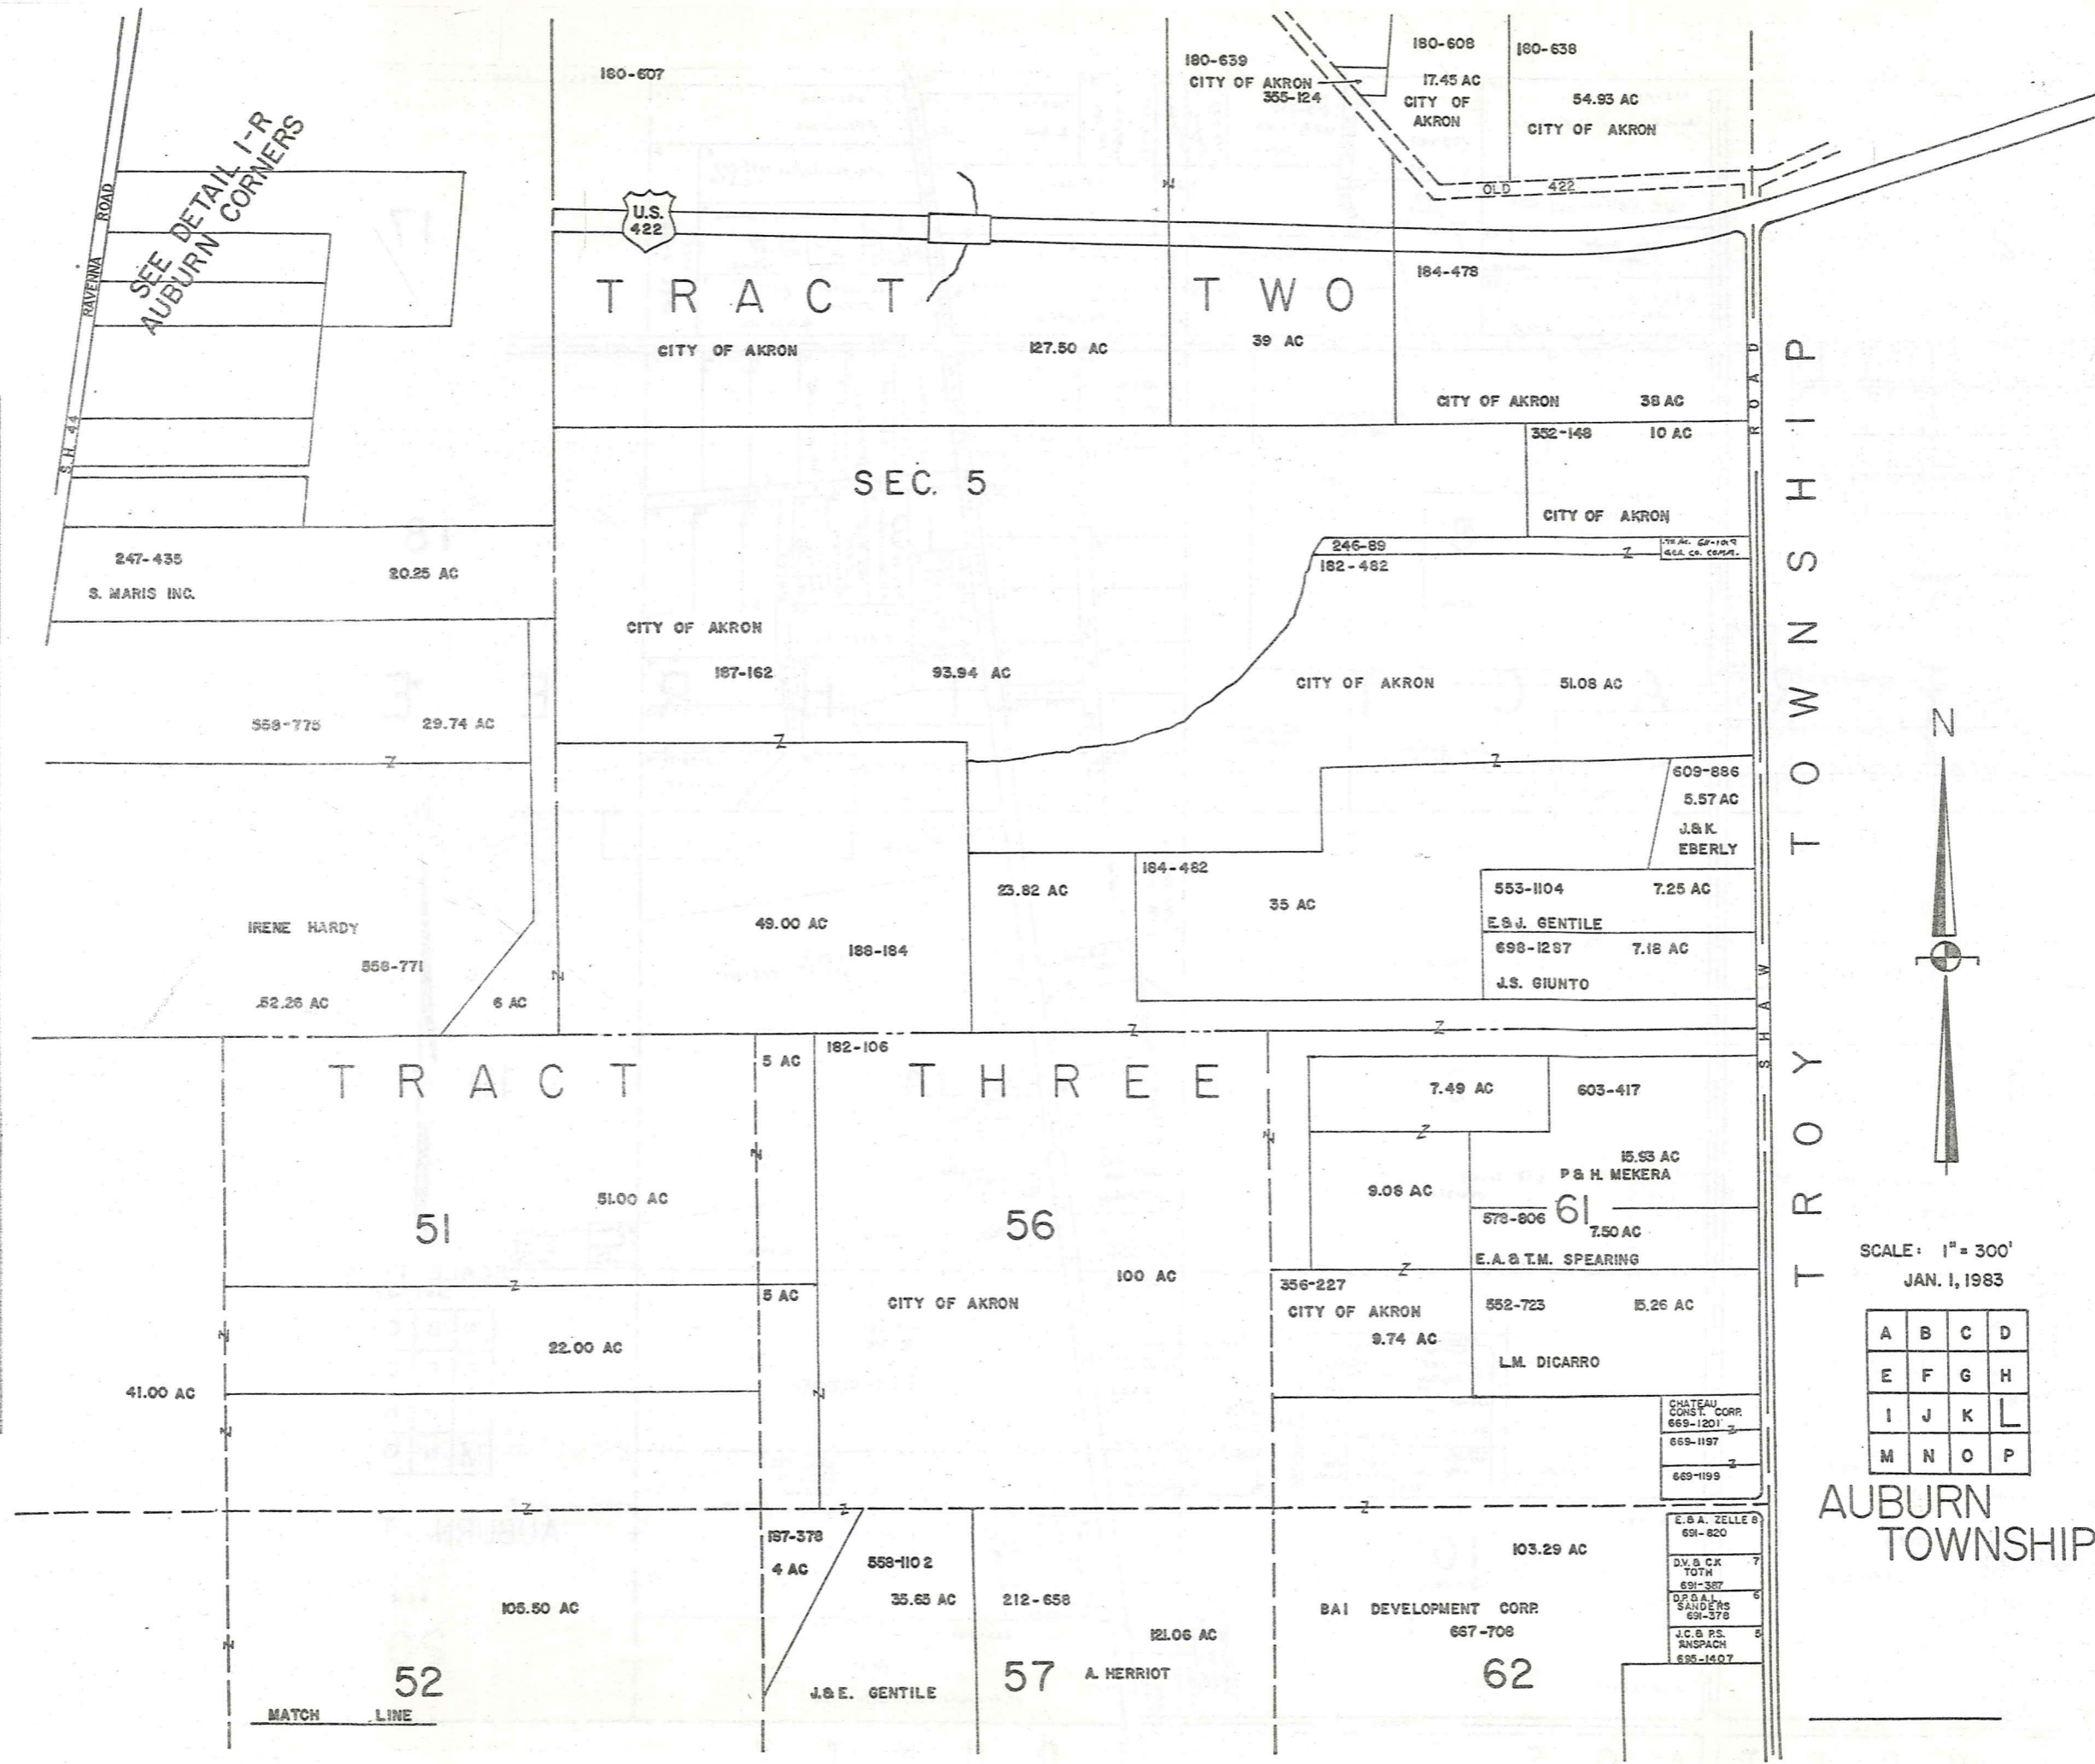 180-607
180-639
CITY OF AKRON
355-124
180-608
17.45 AC
CITY OF
AKRON
180-638
54.93 AC
CITY OF AKRON
OLD 422
SEE DETAIL I-R
AUBURN CORNERS
RAVENNA ROAD
S.H. 44
U.S.
422
TRACT TWO
184-478
CITY OF AKRON
127.50 AC
39 AC
CITY OF AKRON 38 AC
352-148 10 AC
CITY OF AKRON
SEC. 5
246-89
182-482
247-435
20.25 AC
S. MARIS INC.
CITY OF AKRON
187-162
93.94 AC
CITY OF AKRON
51.08 AC
558-775
29.74 AC
609-886
5.57 AC
J.&K.
EBERLY
184-482
23.82 AC
35 AC
553-1104 7.25 AC
E.&J. GENTILE
698-1287 7.18 AC
J.S. GIUNTO
IRENE HARDY
558-771
52.26 AC
6 AC
49.00 AC
188-184
SHAW ROAD
TROY TOWNSHIP
N
TRACT THREE
5 AC
182-106
7.49 AC
603-417
15.93 AC
P & H. MEKERA
9.08 AC
51.00 AC
51
56
61
578-806
7.50 AC
E.A.& T.M. SPEARING
100 AC
CITY OF AKRON
5 AC
356-227
CITY OF AKRON
9.74 AC
552-723
15.26 AC
L.M. DICARRO
22.00 AC
41.00 AC
CHATEAU
CONST. CORP.
669-1201
669-1197
669-1199
SCALE: 1" = 300'
JAN. 1, 1983
A B C D
E F G H
I J K L
M N O P
AUBURN
TOWNSHIP
187-378
4 AC
558-1102
35.65 AC
212-658
121.06 AC
A. HERRIOT
57
J.& E. GENTILE
105.50 AC
52
MATCH LINE
103.29 AC
BAI DEVELOPMENT CORP.
667-708
62
E.& A. ZELLE 8
691-820
D.V. & C.K 7
TOTH
691-387
D.P.& A.L. 6
SANDERS
691-378
J.C.& P.S. 5
ANSPACH
695-1407